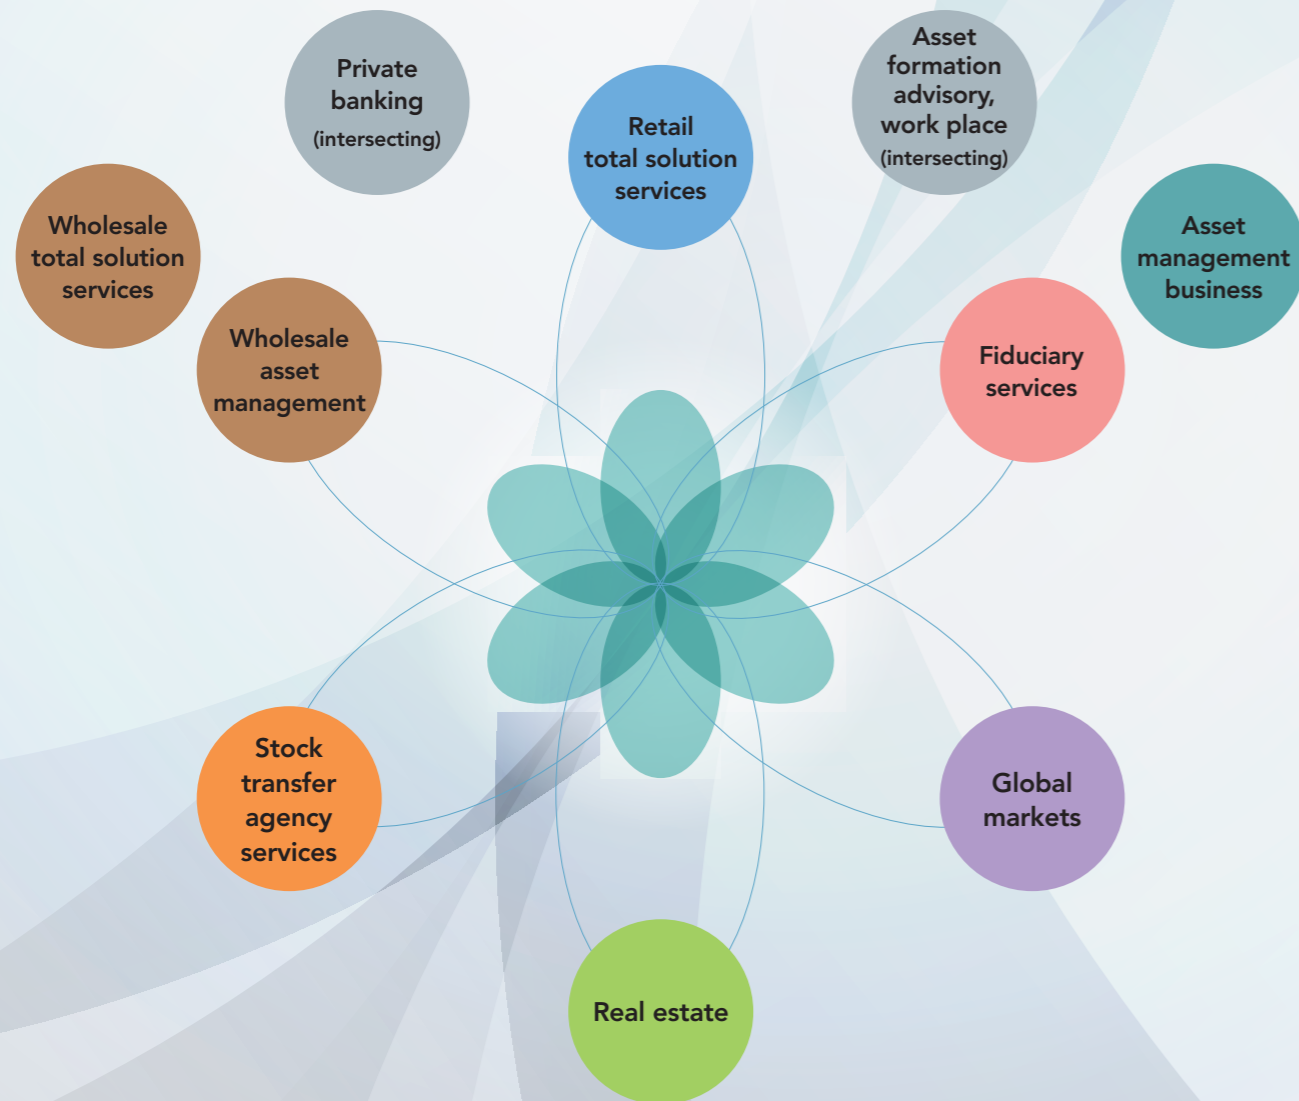 Private
banking
(intersecting)
Asset
formation
advisory,
work place
(intersecting)
Retail
total solution
services
Wholesale
total solution
services
Asset
management
business
Wholesale
asset
management
Fiduciary
services
Stock
transfer
agency
services
Global
markets
Real estate